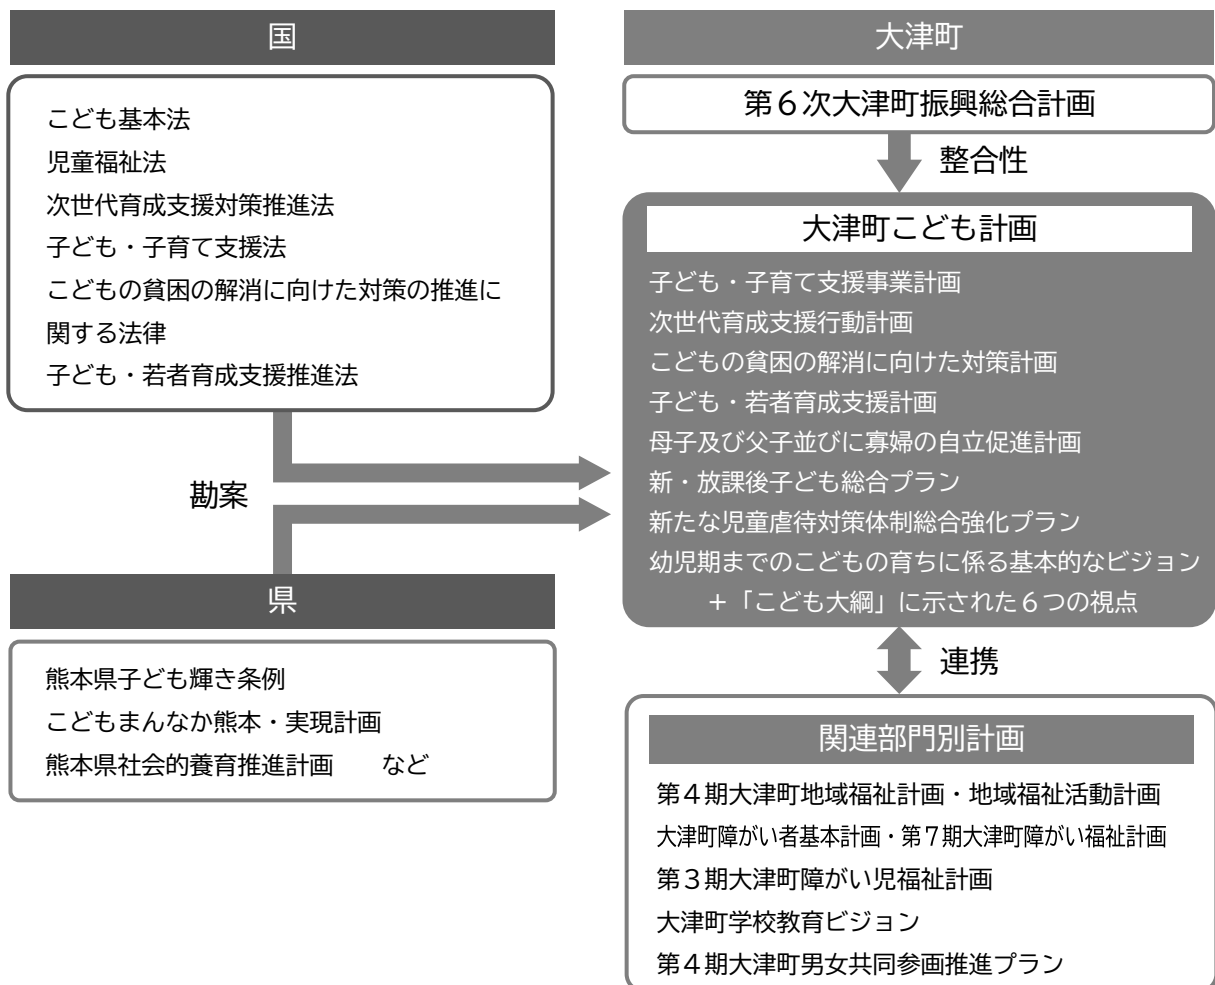 国
こども基本法
児童福祉法
次世代育成支援対策推進法
子ども・子育て支援法
こどもの貧困の解消に向けた対策の推進に
関する法律
子ども・若者育成支援推進法
勘案
県
熊本県子ども輝き条例
こどもまんなか熊本・実現計画
熊本県社会的養育推進計画　　など
大津町
第６次大津町振興総合計画
整合性
大津町こども計画
子ども・子育て支援事業計画
次世代育成支援行動計画
こどもの貧困の解消に向けた対策計画
子ども・若者育成支援計画
母子及び父子並びに寡婦の自立促進計画
新・放課後子ども総合プラン
新たな児童虐待対策体制総合強化プラン
幼児期までのこどもの育ちに係る基本的なビジョン
＋「こども大綱」に示された６つの視点
連携
関連部門別計画
第４期大津町地域福祉計画・地域福祉活動計画
大津町障がい者基本計画・第７期大津町障がい福祉計画
第３期大津町障がい児福祉計画
大津町学校教育ビジョン
第４期大津町男女共同参画推進プラン